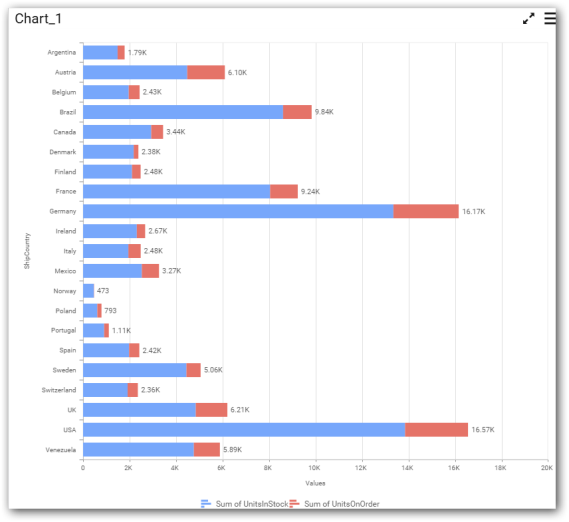 Chart_1
ShipCountry
Argentina 1.79K
Austria 6.10K
Belgium 2.43K
Brazil 9.84K
Canada 3.44K
Denmark 2.38K
Finland 2.48K
France 9.24K
Germany 16.17K
Ireland 2.67K
Italy 2.48K
Mexico 3.27K
Norway 473
Poland 793
Portugal 1.11K
Spain 2.42K
Sweden 5.06K
Switzerland 2.36K
UK 6.21K
USA 16.57K
Venezuela 5.89K
0 2K 4K 6K 8K 10K 12K 14K 16K 18K 20K
Values
Sum of UnitsInStock Sum of UnitsOnOrder